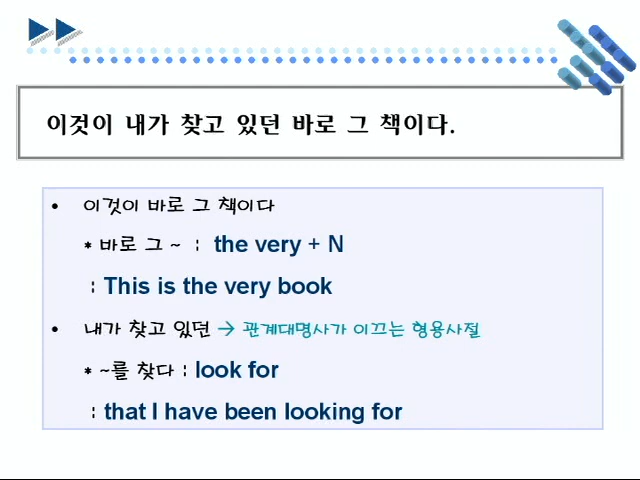 이것이 내가 찾고 있던 바로 그 책이다.
• 이것이 바로 그 책이다
* 바로 그 ~ : the very + N
: This is the very book
• 내가 찾고 있던 → 관계대명사가 이끄는 형용사절
* ~를 찾다 : look for
: that I have been looking for